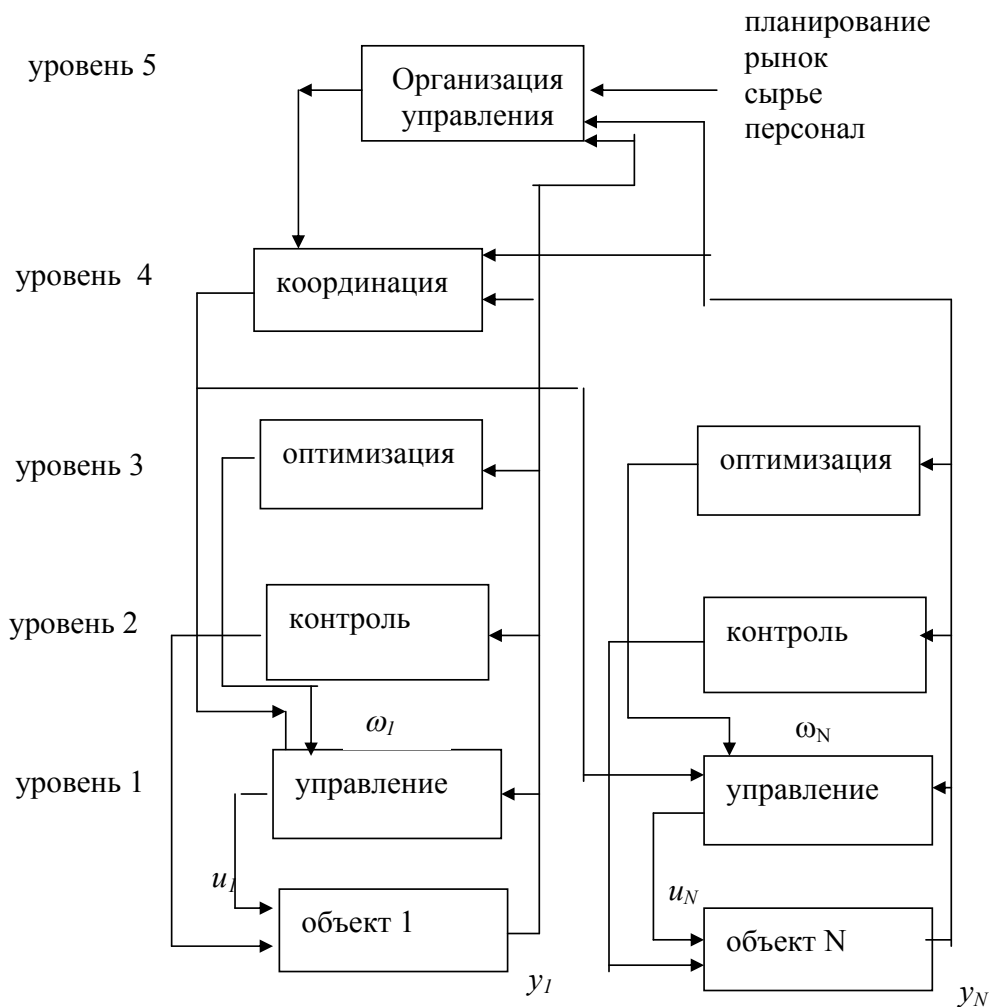 планирование
рынок
сырье
персонал
уровень 5
Организация
управления
уровень 4
координация
уровень 3
оптимизация
оптимизация
уровень 2
контроль
контроль
ω1
ωN
уровень 1
управление
управление
u1
uN
объект 1
объект N
y1
yN